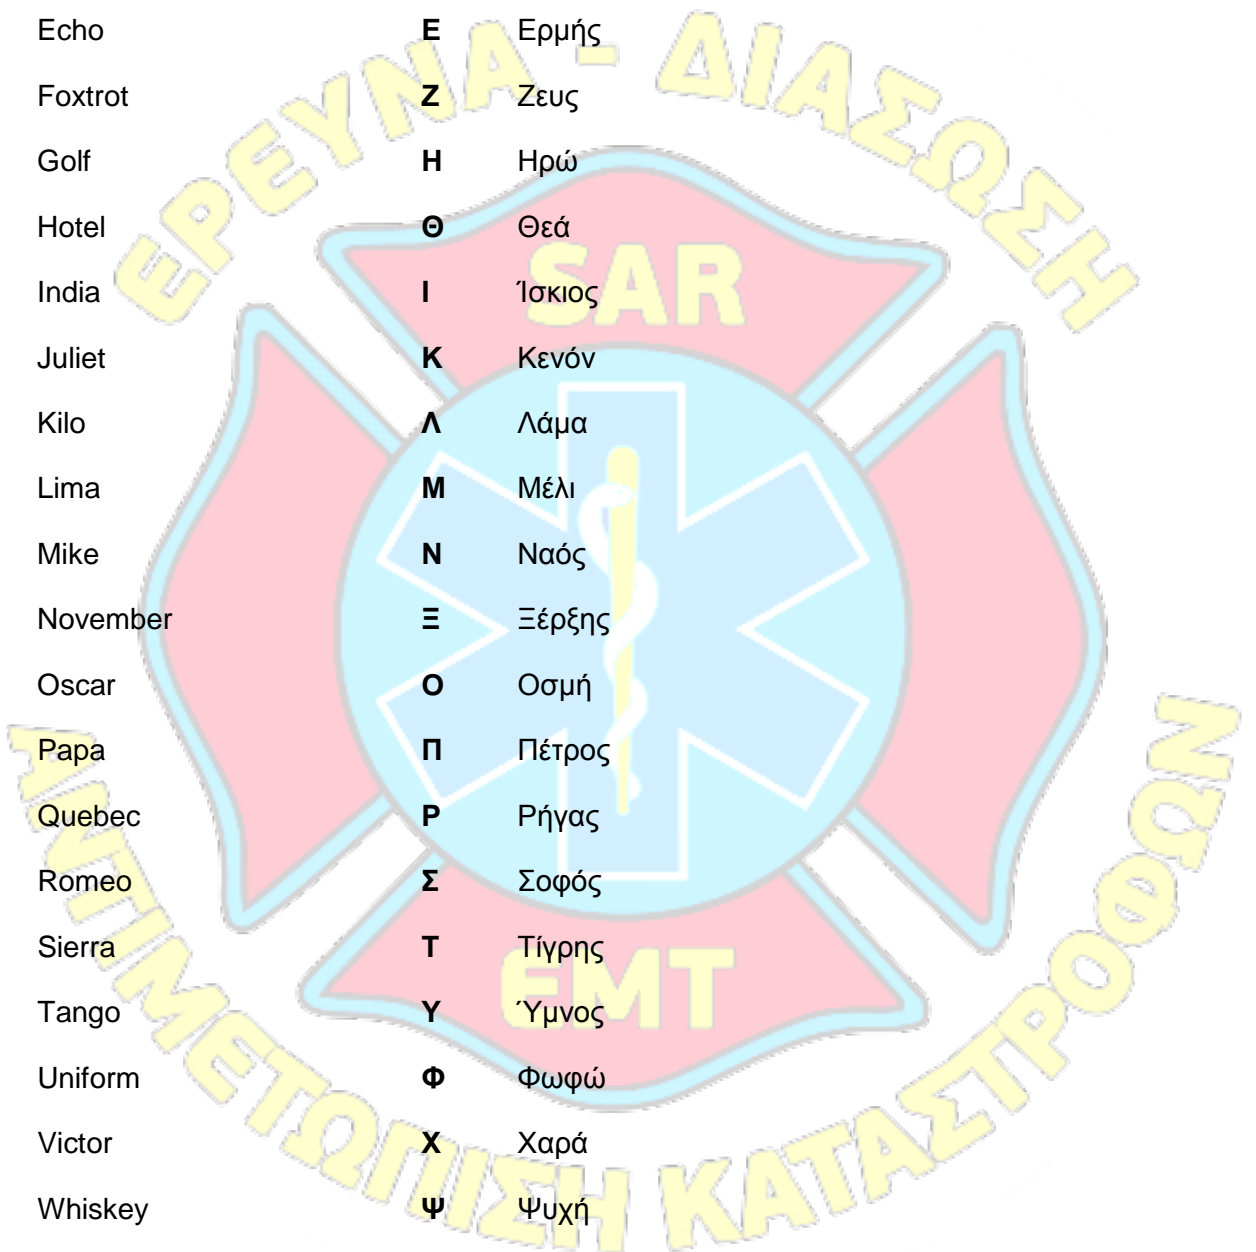 Echo Ε Ερμής
Foxtrot Ζ Ζευς
Golf Η Ηρώ
Hotel Θ Θεά
India Ι Ίσκιος
Juliet Κ Κενόν
Kilo Λ Λάμα
Lima Μ Μέλι
Mike Ν Ναός
November Ξ Ξέρξης
Oscar Ο Οσμή
Papa Π Πέτρος
Quebec Ρ Ρήγας
Romeo Σ Σοφός
Sierra Τ Τίγρης
Tango Υ Ύμνος
Uniform Φ Φωφώ
Victor Χ Χαρά
Whiskey Ψ Ψυχή
ΕΡΕΥΝΑ - ΔΙΑΣΩΣΗ
SAR
EMT
ΑΝΤΙΜΕΤΩΠΙΣΗ ΚΑΤΑΣΤΡΟΦΩΝ